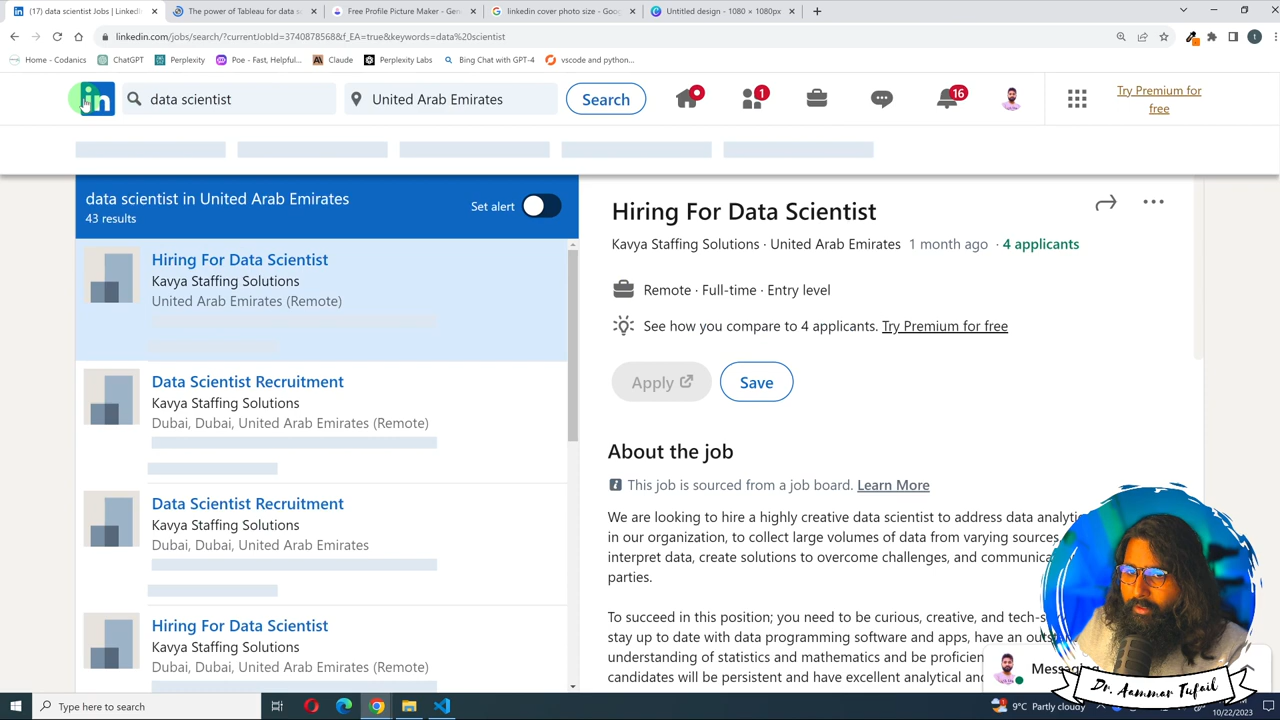 (17) data scientist Jobs | LinkedI
The power of Tableau for data s
Free Profile Picture Maker - Gen
linkedin cover photo size - Goog
Untitled design - 1080 × 1080px
linkedin.com/jobs/search/?currentJobId=3740878568&f_EA=true&keywords=data%20scientist
Home - Codanics
ChatGPT
Perplexity
Poe - Fast, Helpful...
Claude
Perplexity Labs
Bing Chat with GPT-4
vscode and python...
in
data scientist
United Arab Emirates
Search
1
16
Try Premium for
free
data scientist in United Arab Emirates
43 results
Set alert
Hiring For Data Scientist
Kavya Staffing Solutions
United Arab Emirates (Remote)
Data Scientist Recruitment
Kavya Staffing Solutions
Dubai, Dubai, United Arab Emirates (Remote)
Data Scientist Recruitment
Kavya Staffing Solutions
Dubai, Dubai, United Arab Emirates
Hiring For Data Scientist
Kavya Staffing Solutions
Dubai, Dubai, United Arab Emirates (Remote)
Hiring For Data Scientist
Kavya Staffing Solutions · United Arab Emirates 1 month ago · 4 applicants
Remote · Full-time · Entry level
See how you compare to 4 applicants. Try Premium for free
Apply
Save
About the job
This job is sourced from a job board. Learn More
We are looking to hire a highly creative data scientist to address data analyti
in our organization, to collect large volumes of data from varying sources,
interpret data, create solutions to overcome challenges, and communica
parties.
To succeed in this position; you need to be curious, creative, and tech-s
stay up to date with data programming software and apps, have an outst
understanding of statistics and mathematics and be proficien
candidates will be persistent and have excellent analytical and
Messaging
Dr. Aammar Tufail
Type here to search
9°C Partly cloudy
10/22/2023